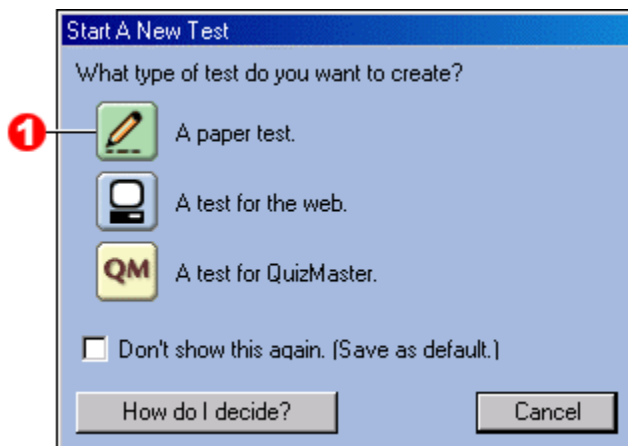 Start A New Test
What type of test do you want to create?
1
A paper test.
A test for the web.
QM
A test for QuizMaster.
Don't show this again. (Save as default.)
How do I decide?
Cancel